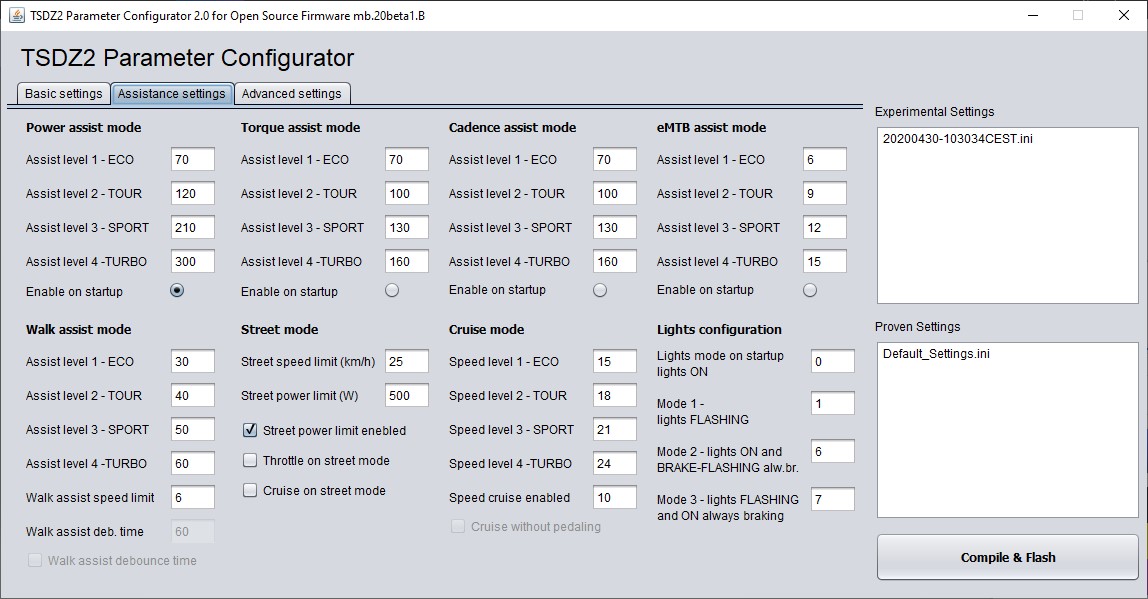 TSDZ2 Parameter Configurator 2.0 for Open Source Firmware mb.20beta1.B
TSDZ2 Parameter Configurator
Basic settings
Assistance settings
Advanced settings
Power assist mode
Assist level 1 - ECO 70
Assist level 2 - TOUR 120
Assist level 3 - SPORT 210
Assist level 4 -TURBO 300
Enable on startup
Torque assist mode
Assist level 1 - ECO 70
Assist level 2 - TOUR 100
Assist level 3 - SPORT 130
Assist level 4 -TURBO 160
Enable on startup
Cadence assist mode
Assist level 1 - ECO 70
Assist level 2 - TOUR 100
Assist level 3 - SPORT 130
Assist level 4 -TURBO 160
Enable on startup
eMTB assist mode
Assist level 1 - ECO 6
Assist level 2 - TOUR 9
Assist level 3 - SPORT 12
Assist level 4 -TURBO 15
Enable on startup
Walk assist mode
Assist level 1 - ECO 30
Assist level 2 - TOUR 40
Assist level 3 - SPORT 50
Assist level 4 -TURBO 60
Walk assist speed limit 6
Walk assist deb. time 60
Walk assist debounce time
Street mode
Street speed limit (km/h) 25
Street power limit (W) 500
Street power limit enabled
Throttle on street mode
Cruise on street mode
Cruise mode
Speed level 1 - ECO 15
Speed level 2 - TOUR 18
Speed level 3 - SPORT 21
Speed level 4 -TURBO 24
Speed cruise enabled 10
Cruise without pedaling
Lights configuration
Lights mode on startup
lights ON 0
Mode 1 -
lights FLASHING 1
Mode 2 - lights ON and
BRAKE-FLASHING alw.br. 6
Mode 3 - lights FLASHING
and ON always braking 7
Experimental Settings
20200430-103034CEST.ini
Proven Settings
Default_Settings.ini
Compile & Flash